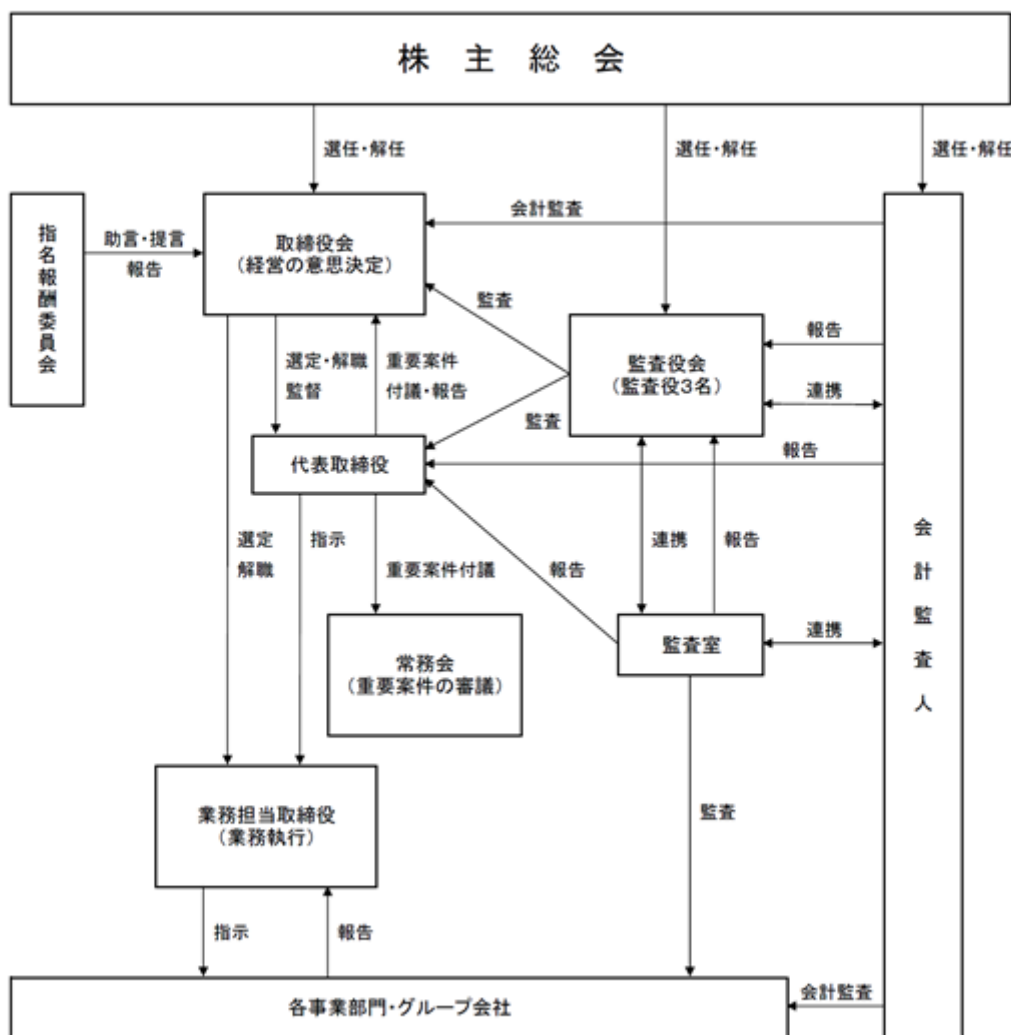 株主総会
選任・解任
選任・解任
選任・解任
指名報酬委員会
助言・提言
報告
取締役会
（経営の意思決定）
会計監査
監査
監査役会
（監査役3名）
報告
連携
選定・解職
監督
重要案件
付議・報告
監査
代表取締役
報告
選定
解職
指示
重要案件付議
報告
連携
報告
会計監査人
常務会
（重要案件の審議）
監査室
連携
業務担当取締役
（業務執行）
監査
指示
報告
各事業部門・グループ会社
会計監査